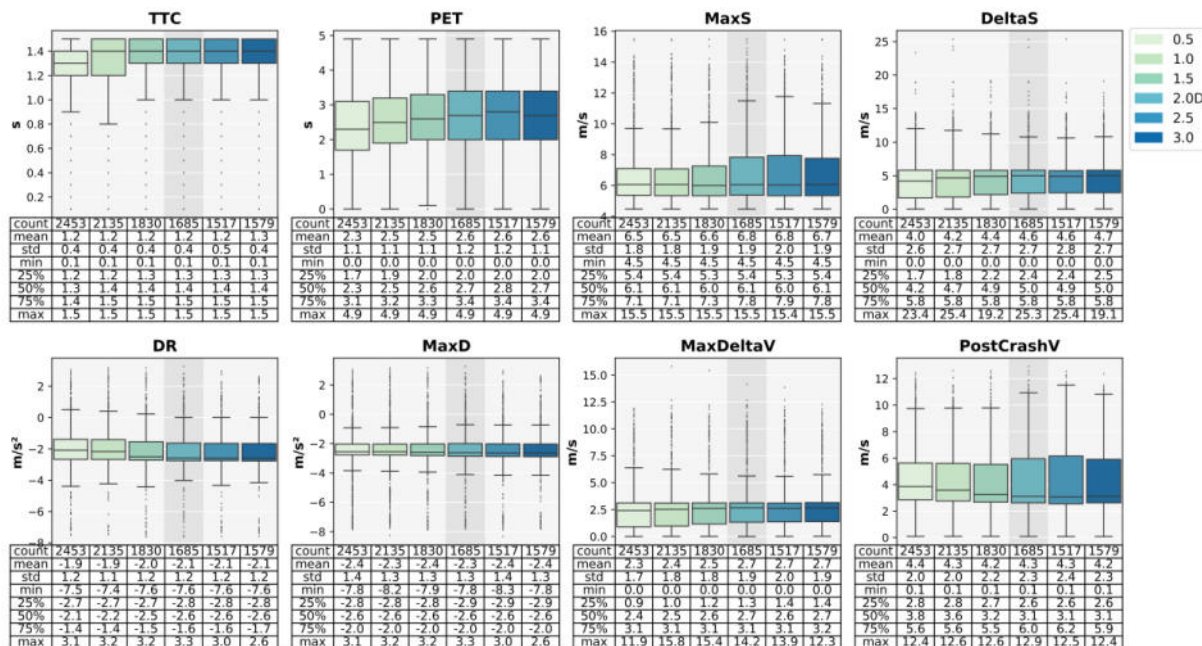 TTC PET MaxS DeltaS
s
1.4
1.2
1.0
0.8
0.6
0.4
0.2
s
5
4
3
2
1
0
m/s
16
14
12
10
8
6
4
m/s
25
20
15
10
5
0
0.5
1.0
1.5
2.0D
2.5
3.0
count 2453 2135 1830 1685 1517 1579
mean 1.2 1.2 1.2 1.2 1.2 1.3
std 0.4 0.4 0.4 0.4 0.5 0.4
min 0.1 0.1 0.1 0.1 0.1 0.1
25% 1.2 1.2 1.3 1.3 1.3 1.3
50% 1.3 1.4 1.4 1.4 1.4 1.4
75% 1.4 1.5 1.5 1.5 1.5 1.5
max 1.5 1.5 1.5 1.5 1.5 1.5
count 2453 2135 1830 1685 1517 1579
mean 2.3 2.5 2.5 2.6 2.6 2.6
std 1.1 1.1 1.1 1.2 1.2 1.1
min 0.0 0.0 0.0 0.0 0.0 0.0
25% 1.7 1.9 2.0 2.0 2.0 2.0
50% 2.3 2.5 2.6 2.7 2.8 2.7
75% 3.1 3.2 3.3 3.4 3.4 3.4
max 4.9 4.9 4.9 4.9 4.9 4.9
count 2453 2135 1830 1685 1517 1579
mean 6.5 6.5 6.6 6.8 6.8 6.7
std 1.8 1.8 1.9 1.9 2.0 1.9
min 4.5 4.5 4.5 4.5 4.5 4.5
25% 5.4 5.4 5.3 5.4 5.3 5.4
50% 6.1 6.1 6.0 6.1 6.0 6.1
75% 7.1 7.1 7.3 7.8 7.9 7.8
max 15.5 15.5 15.5 15.5 15.4 15.5
count 2453 2135 1830 1685 1517 1579
mean 4.0 4.2 4.4 4.6 4.6 4.7
std 2.6 2.7 2.7 2.7 2.8 2.7
min 0.0 0.0 0.0 0.0 0.0 0.0
25% 1.7 1.8 2.2 2.4 2.4 2.5
50% 4.2 4.7 4.9 5.0 4.9 5.0
75% 5.8 5.8 5.8 5.8 5.8 5.8
max 23.4 25.4 19.2 25.3 25.4 19.1
DR MaxD MaxDeltaV PostCrashV
m/s²
2
0
−2
−4
−6
−8
m/s²
2
0
−2
−4
−6
−8
m/s
15.0
12.5
10.0
7.5
5.0
2.5
0.0
m/s
12
10
8
6
4
2
0
count 2453 2135 1830 1685 1517 1579
mean -1.9 -1.9 -2.0 -2.1 -2.1 -2.1
std 1.2 1.1 1.2 1.2 1.2 1.2
min -7.5 -7.4 -7.6 -7.6 -7.6 -7.6
25% -2.7 -2.7 -2.7 -2.8 -2.8 -2.8
50% -2.1 -2.2 -2.5 -2.6 -2.6 -2.6
75% -1.4 -1.4 -1.5 -1.6 -1.6 -1.7
max 3.1 3.2 3.2 3.3 3.0 2.6
count 2453 2135 1830 1685 1517 1579
mean -2.4 -2.3 -2.3 -2.3 -2.4 -2.4
std 1.4 1.3 1.3 1.3 1.4 1.3
min -7.8 -8.2 -7.9 -7.8 -8.3 -7.8
25% -2.8 -2.8 -2.8 -2.9 -2.9 -2.9
50% -2.6 -2.6 -2.6 -2.6 -2.6 -2.6
75% -2.0 -2.0 -2.0 -2.0 -2.0 -2.0
max 3.1 3.2 3.2 3.3 3.0 2.6
count 2453 2135 1830 1685 1517 1579
mean 2.3 2.4 2.5 2.7 2.7 2.7
std 1.7 1.8 1.8 1.9 2.0 1.9
min 0.0 0.0 0.0 0.0 0.0 0.0
25% 0.9 1.0 1.2 1.3 1.4 1.4
50% 2.4 2.5 2.6 2.7 2.6 2.7
75% 3.1 3.1 3.1 3.1 3.1 3.2
max 11.9 15.8 15.4 14.2 13.9 12.3
count 2453 2135 1830 1685 1517 1579
mean 4.4 4.3 4.2 4.3 4.3 4.2
std 2.0 2.0 2.2 2.3 2.4 2.3
min 0.1 0.1 0.1 0.1 0.1 0.1
25% 2.8 2.8 2.7 2.6 2.6 2.6
50% 3.8 3.6 3.2 3.1 3.1 3.1
75% 5.6 5.6 5.5 6.0 6.2 5.9
max 12.4 12.6 12.6 12.9 12.5 12.4